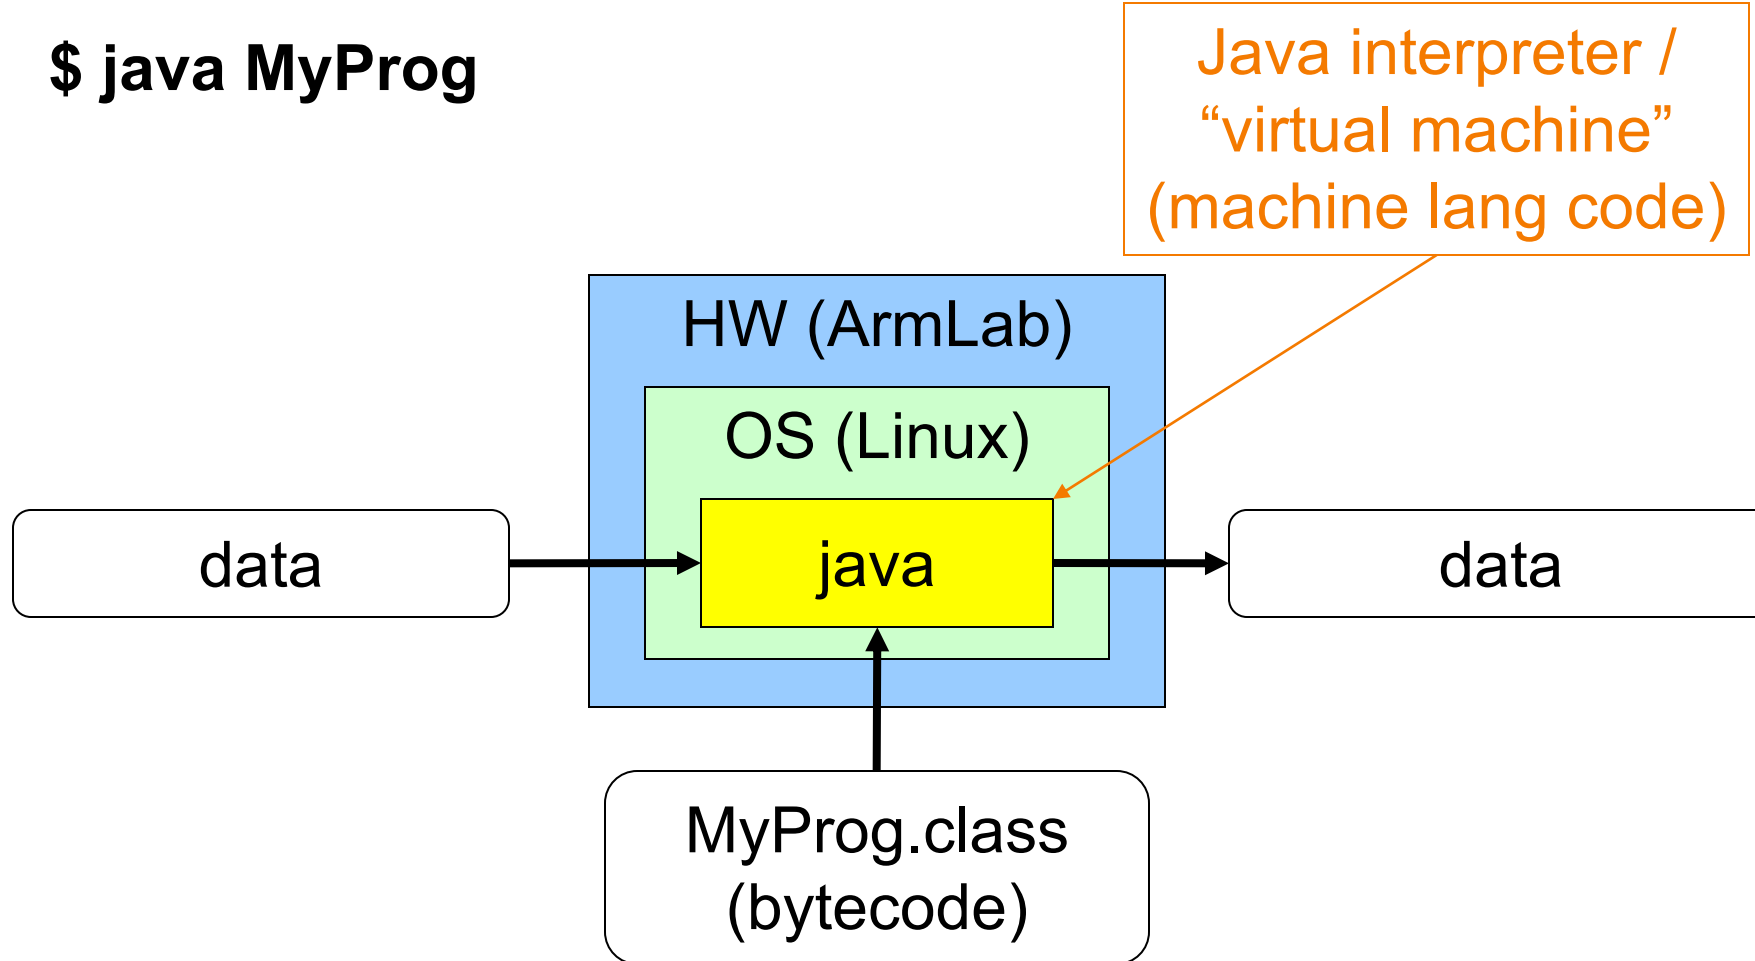 $ java MyProg
Java interpreter /
“virtual machine”
(machine lang code)
HW (ArmLab)
OS (Linux)
data
java
data
MyProg.class
(bytecode)